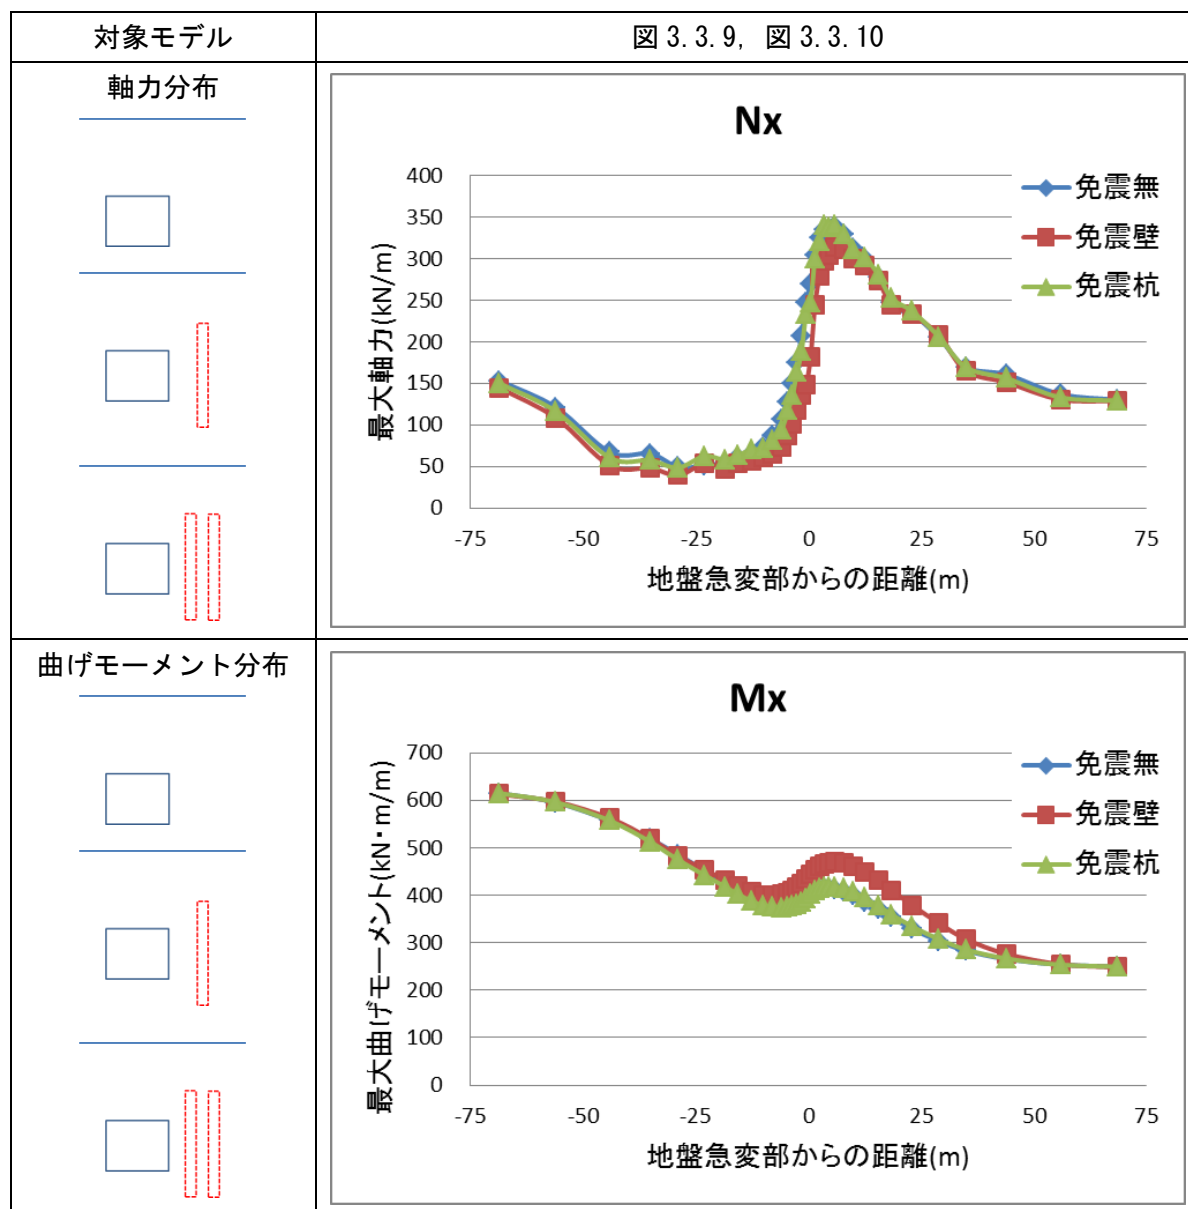 対象モデル
図 3.3.9, 図 3.3.10
軸力分布
Nx
400
350
300
250
200
150
100
50
0
最大軸力(kN/m)
-75 -50 -25 0 25 50 75
地盤急変部からの距離(m)
免震無
免震壁
免震杭
曲げモーメント分布
Mx
700
600
500
400
300
200
100
0
最大曲げモーメント(kN・m/m)
-75 -50 -25 0 25 50 75
地盤急変部からの距離(m)
免震無
免震壁
免震杭